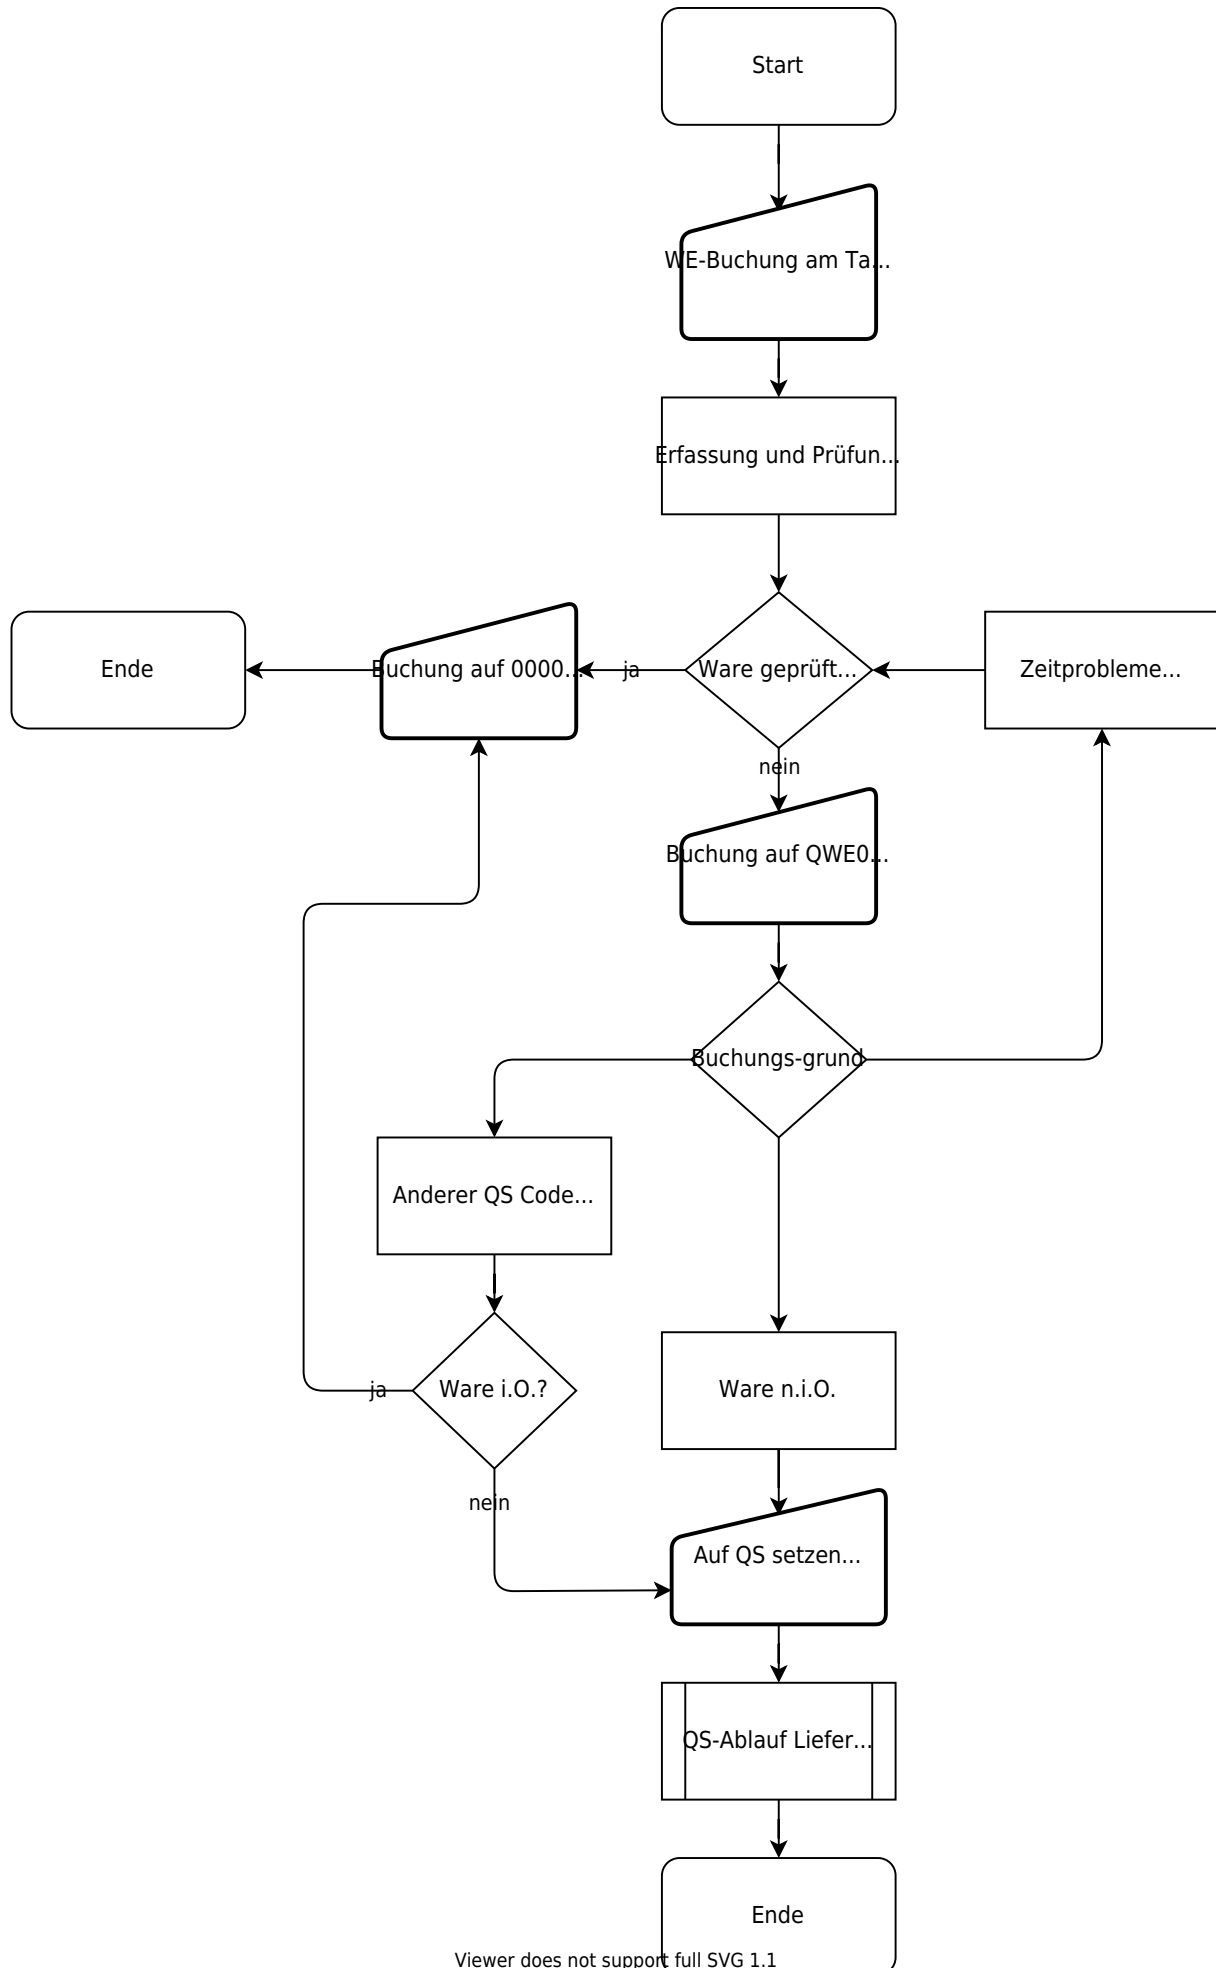 Start
WE-Buchung am Ta...
Erfassung und Prüfun...
Ende
Buchung auf 0000...
ja
Ware geprüft...
Zeitprobleme...
nein
Buchung auf QWE0...
Buchungs-grund
Anderer QS Code...
ja
Ware i.O.?
Ware n.i.O.
nein
Auf QS setzen...
QS-Ablauf Liefer...
Ende
Viewer does not support full SVG 1.1